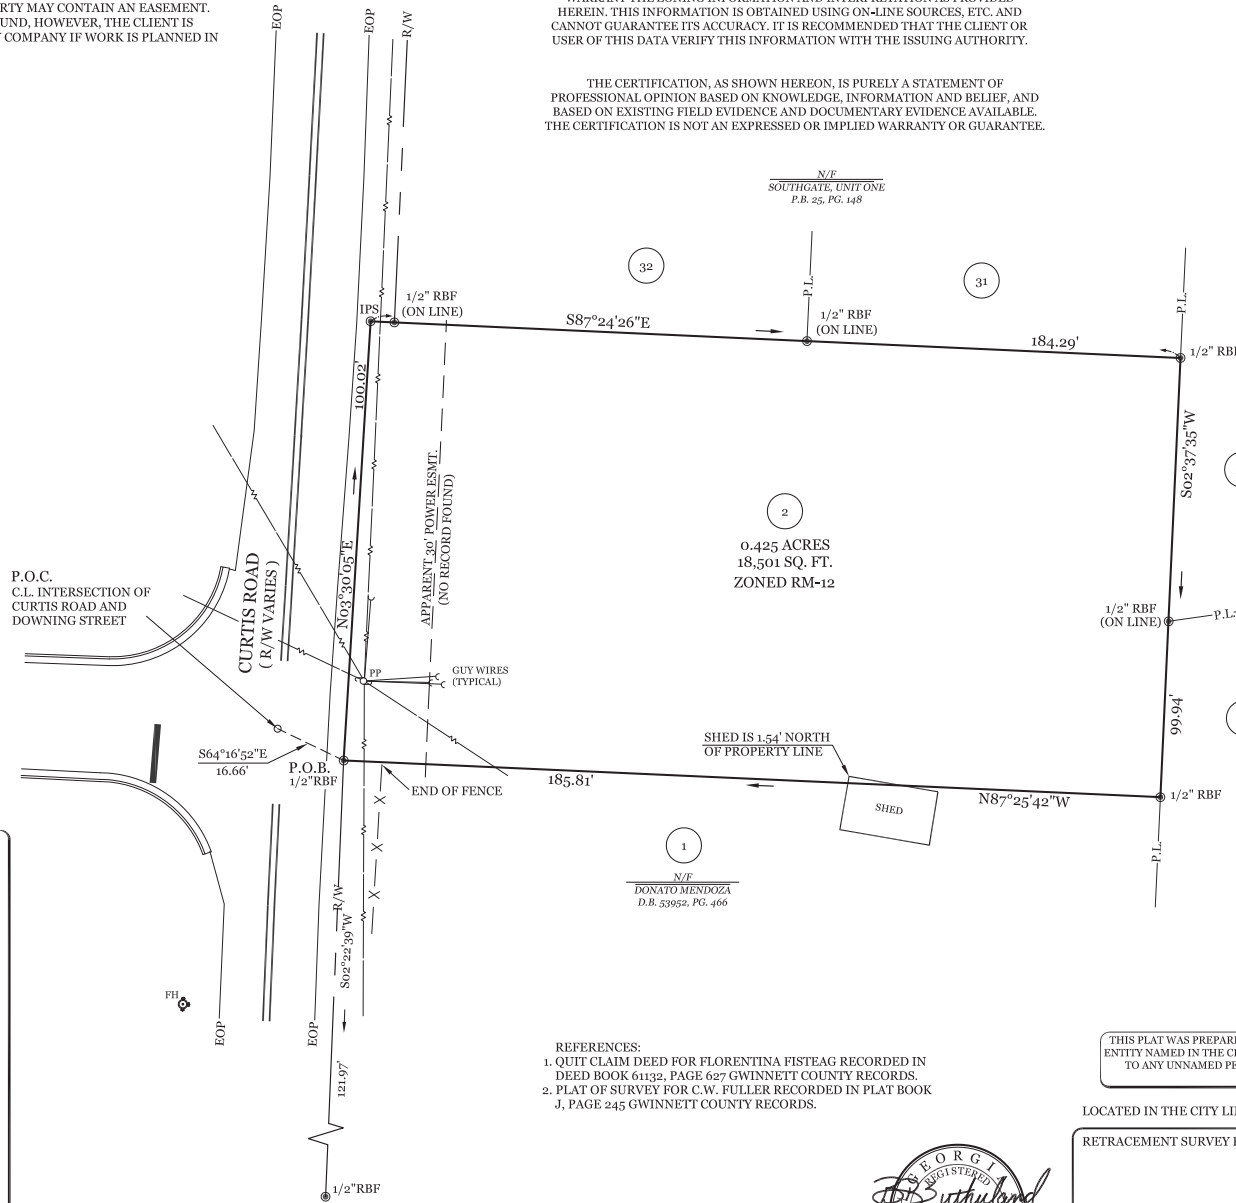 RTY MAY CONTAIN AN EASEMENT.
UND, HOWEVER, THE CLIENT IS
COMPANY IF WORK IS PLANNED IN
WARRANT THE ZONING INFORMATION AND INTERPRETATION AS PROVIDED
HEREIN. THIS INFORMATION IS OBTAINED USING ON-LINE SOURCES, ETC. AND
CANNOT GUARANTEE ITS ACCURACY. IT IS RECOMMENDED THAT THE CLIENT OR
USER OF THIS DATA VERIFY THIS INFORMATION WITH THE ISSUING AUTHORITY.
THE CERTIFICATION, AS SHOWN HEREON, IS PURELY A STATEMENT OF
PROFESSIONAL OPINION BASED ON KNOWLEDGE, INFORMATION AND BELIEF, AND
BASED ON EXISTING FIELD EVIDENCE AND DOCUMENTARY EVIDENCE AVAILABLE.
THE CERTIFICATION IS NOT AN EXPRESSED OR IMPLIED WARRANTY OR GUARANTEE.
EOP
EOP
R/W
N/F
SOUTHGATE, UNIT ONE
P.B. 25, PG. 148
32
31
P.L.
P.L.
IPS
1/2" RBF
(ON LINE)
S87°24'26"E
1/2" RBF
(ON LINE)
184.29'
1/2" RBF
100.02'
N03°30'05"E
APPARENT 30' POWER ESMT.
(NO RECORD FOUND)
S02°37'35"W
2
0.425 ACRES
18,501 SQ. FT.
ZONED RM-12
P.O.C.
C.L. INTERSECTION OF
CURTIS ROAD AND
DOWNING STREET
CURTIS ROAD
( R/W VARIES )
1/2" RBF
(ON LINE)
P.L.
PP
GUY WIRES
(TYPICAL)
99.94'
S64°16'52"E
16.66'
P.O.B.
1/2"RBF
SHED IS 1.54' NORTH
OF PROPERTY LINE
185.81'
END OF FENCE
SHED
N87°25'42"W
1/2" RBF
X
X
X
1
N/F
DONATO MENDOZA
D.B. 53952, PG. 466
P.L.
R/W
S02°22'39"W
FH
EOP
EOP
121.97'
REFERENCES:
1. QUIT CLAIM DEED FOR FLORENTINA FISTEAG RECORDED IN
DEED BOOK 61132, PAGE 627 GWINNETT COUNTY RECORDS.
2. PLAT OF SURVEY FOR C.W. FULLER RECORDED IN PLAT BOOK
J, PAGE 245 GWINNETT COUNTY RECORDS.
THIS PLAT WAS PREPAR
ENTITY NAMED IN THE C
TO ANY UNNAMED P
LOCATED IN THE CITY LI
RETRACEMENT SURVEY
GEORGI
REGISTERED
1/2"RBF